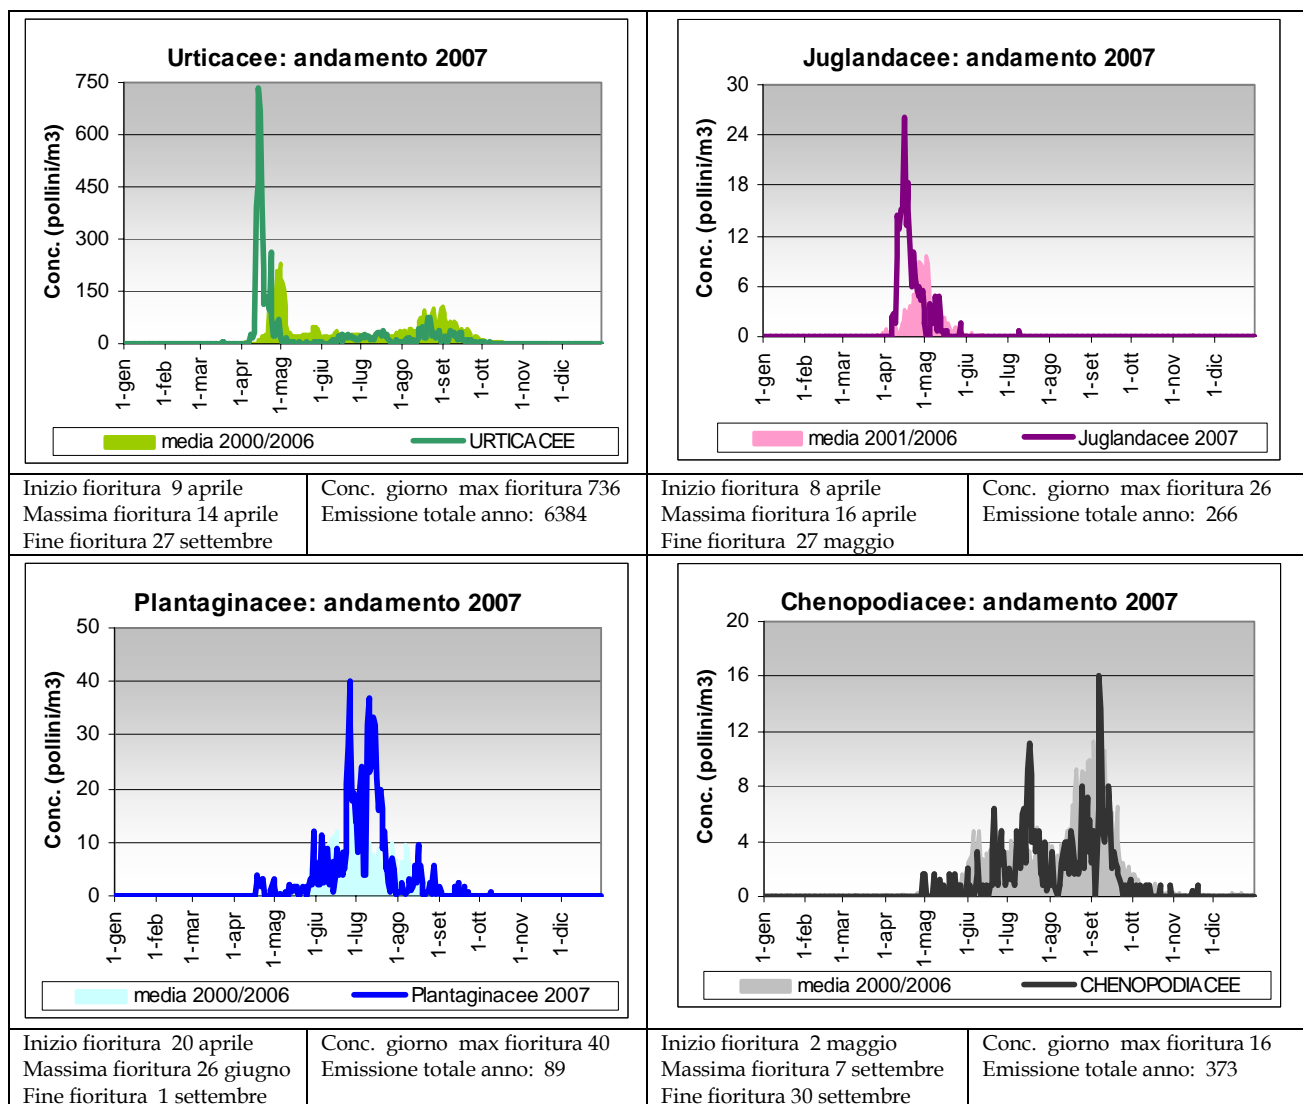 Urticacee: andamento 2007
Conc. (pollini/m3)
750
600
450
300
150
0
1-gen
1-feb
1-mar
1-apr
1-mag
1-giu
1-lug
1-ago
1-set
1-ott
1-nov
1-dic
media 2000/2006
URTICACEE
Juglandacee: andamento 2007
Conc. (pollini/m3)
30
24
18
12
6
0
1-gen
1-feb
1-mar
1-apr
1-mag
1-giu
1-lug
1-ago
1-set
1-ott
1-nov
1-dic
media 2001/2006
Juglandacee 2007
Inizio fioritura 9 aprile
Massima fioritura 14 aprile
Fine fioritura 27 settembre
Conc. giorno max fioritura 736
Emissione totale anno: 6384
Inizio fioritura 8 aprile
Massima fioritura 16 aprile
Fine fioritura 27 maggio
Conc. giorno max fioritura 26
Emissione totale anno: 266
Plantaginacee: andamento 2007
Conc. (pollini/m3)
50
40
30
20
10
0
1-gen
1-feb
1-mar
1-apr
1-mag
1-giu
1-lug
1-ago
1-set
1-ott
1-nov
1-dic
media 2000/2006
Plantaginacee 2007
Chenopodiacee: andamento 2007
Conc. (pollini/m3)
20
16
12
8
4
0
1-gen
1-feb
1-mar
1-apr
1-mag
1-giu
1-lug
1-ago
1-set
1-ott
1-nov
1-dic
media 2000/2006
CHENOPODIACEE
Inizio fioritura 20 aprile
Massima fioritura 26 giugno
Fine fioritura 1 settembre
Conc. giorno max fioritura 40
Emissione totale anno: 89
Inizio fioritura 2 maggio
Massima fioritura 7 settembre
Fine fioritura 30 settembre
Conc. giorno max fioritura 16
Emissione totale anno: 373